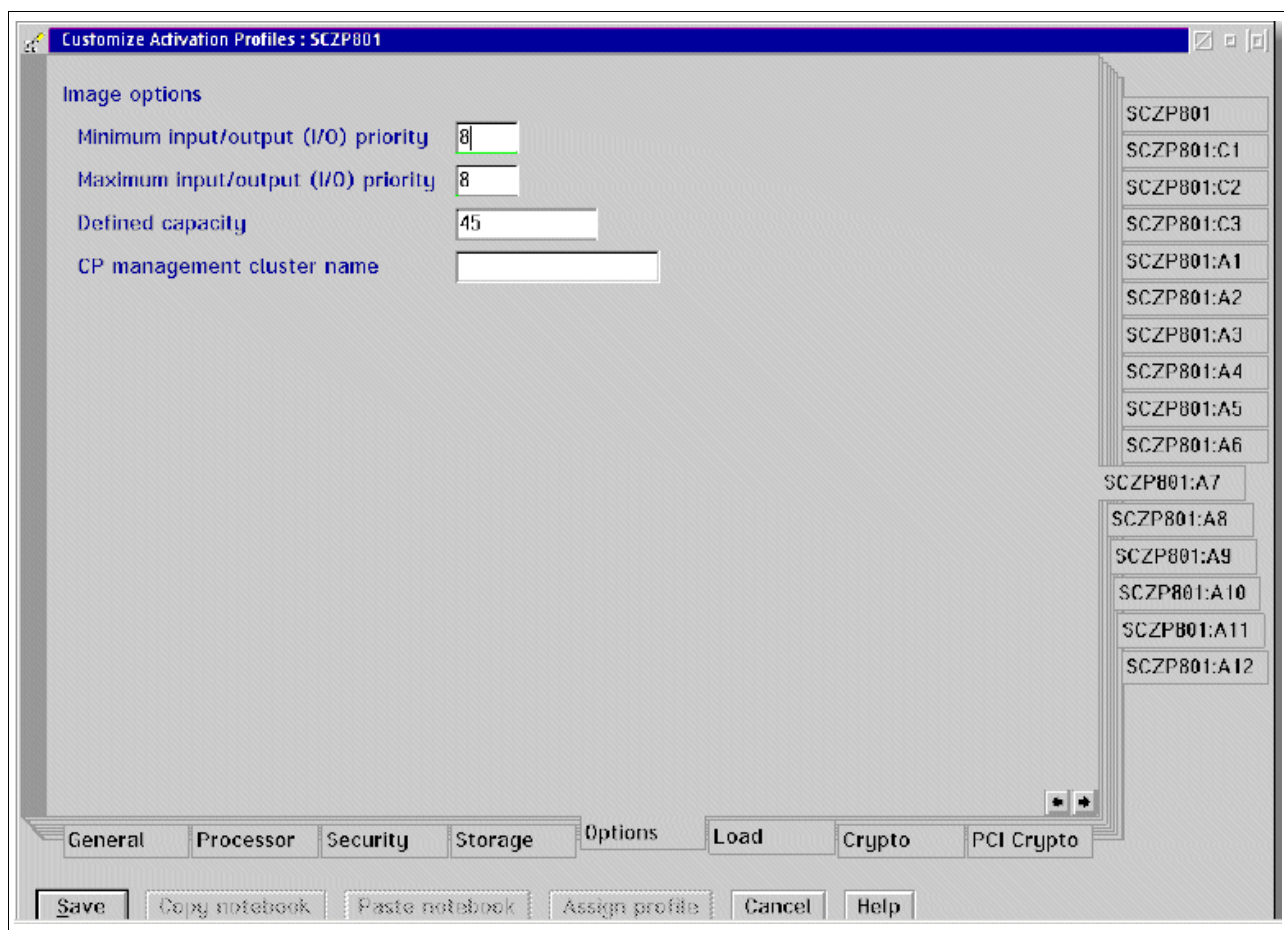 Customize Activation Profiles : SCZP801
Image options
Minimum input/output (I/O) priority 8
Maximum input/output (I/O) priority 8
Defined capacity 45
CP management cluster name
SCZP801
SCZP801:C1
SCZP801:C2
SCZP801:C3
SCZP801:A1
SCZP801:A2
SCZP801:A3
SCZP801:A4
SCZP801:A5
SCZP801:A6
SCZP801:A7
SCZP801:A8
SCZP801:A9
SCZP801:A10
SCZP801:A11
SCZP801:A12
General Processor Security Storage Options Load Crypto PCI Crypto
Save Copy notebook Paste notebook Assign profile Cancel Help